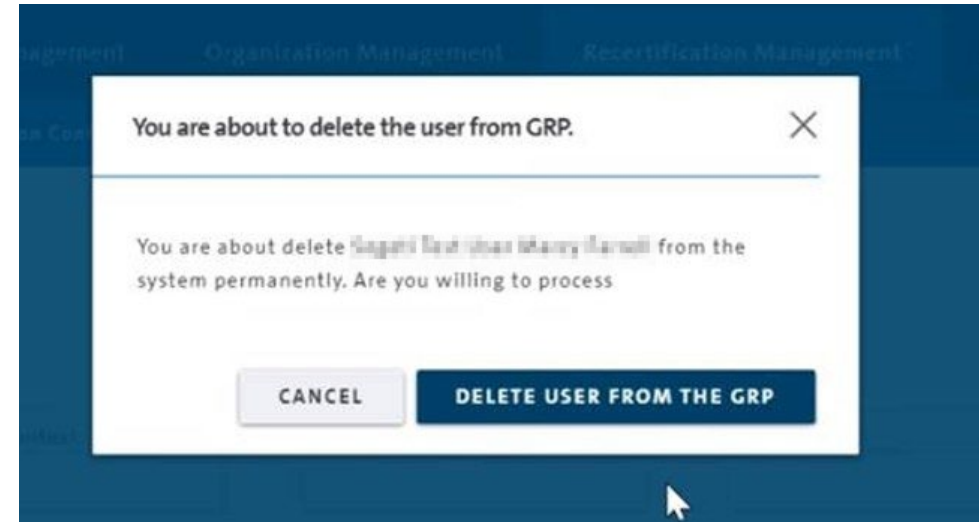 Organization Management
Recertification Management
You are about to delete the user from GRP.
You are about delete from the
system permanently. Are you willing to process
CANCEL
DELETE USER FROM THE GRP